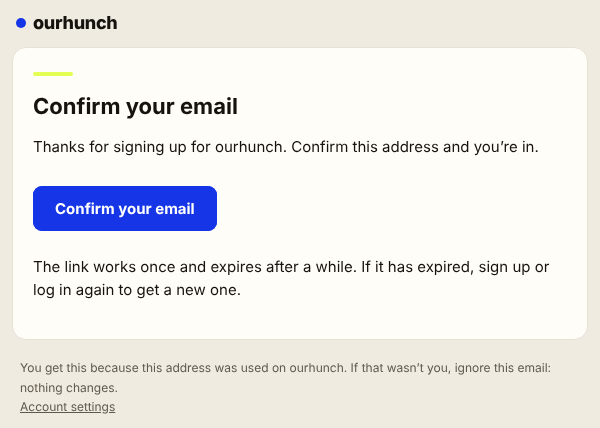 ourhunch
Confirm your email
Thanks for signing up for ourhunch. Confirm this address and you’re in.
Confirm your email
The link works once and expires after a while. If it has expired, sign up or
log in again to get a new one.
You get this because this address was used on ourhunch. If that wasn’t you, ignore this email:
nothing changes.
Account settings